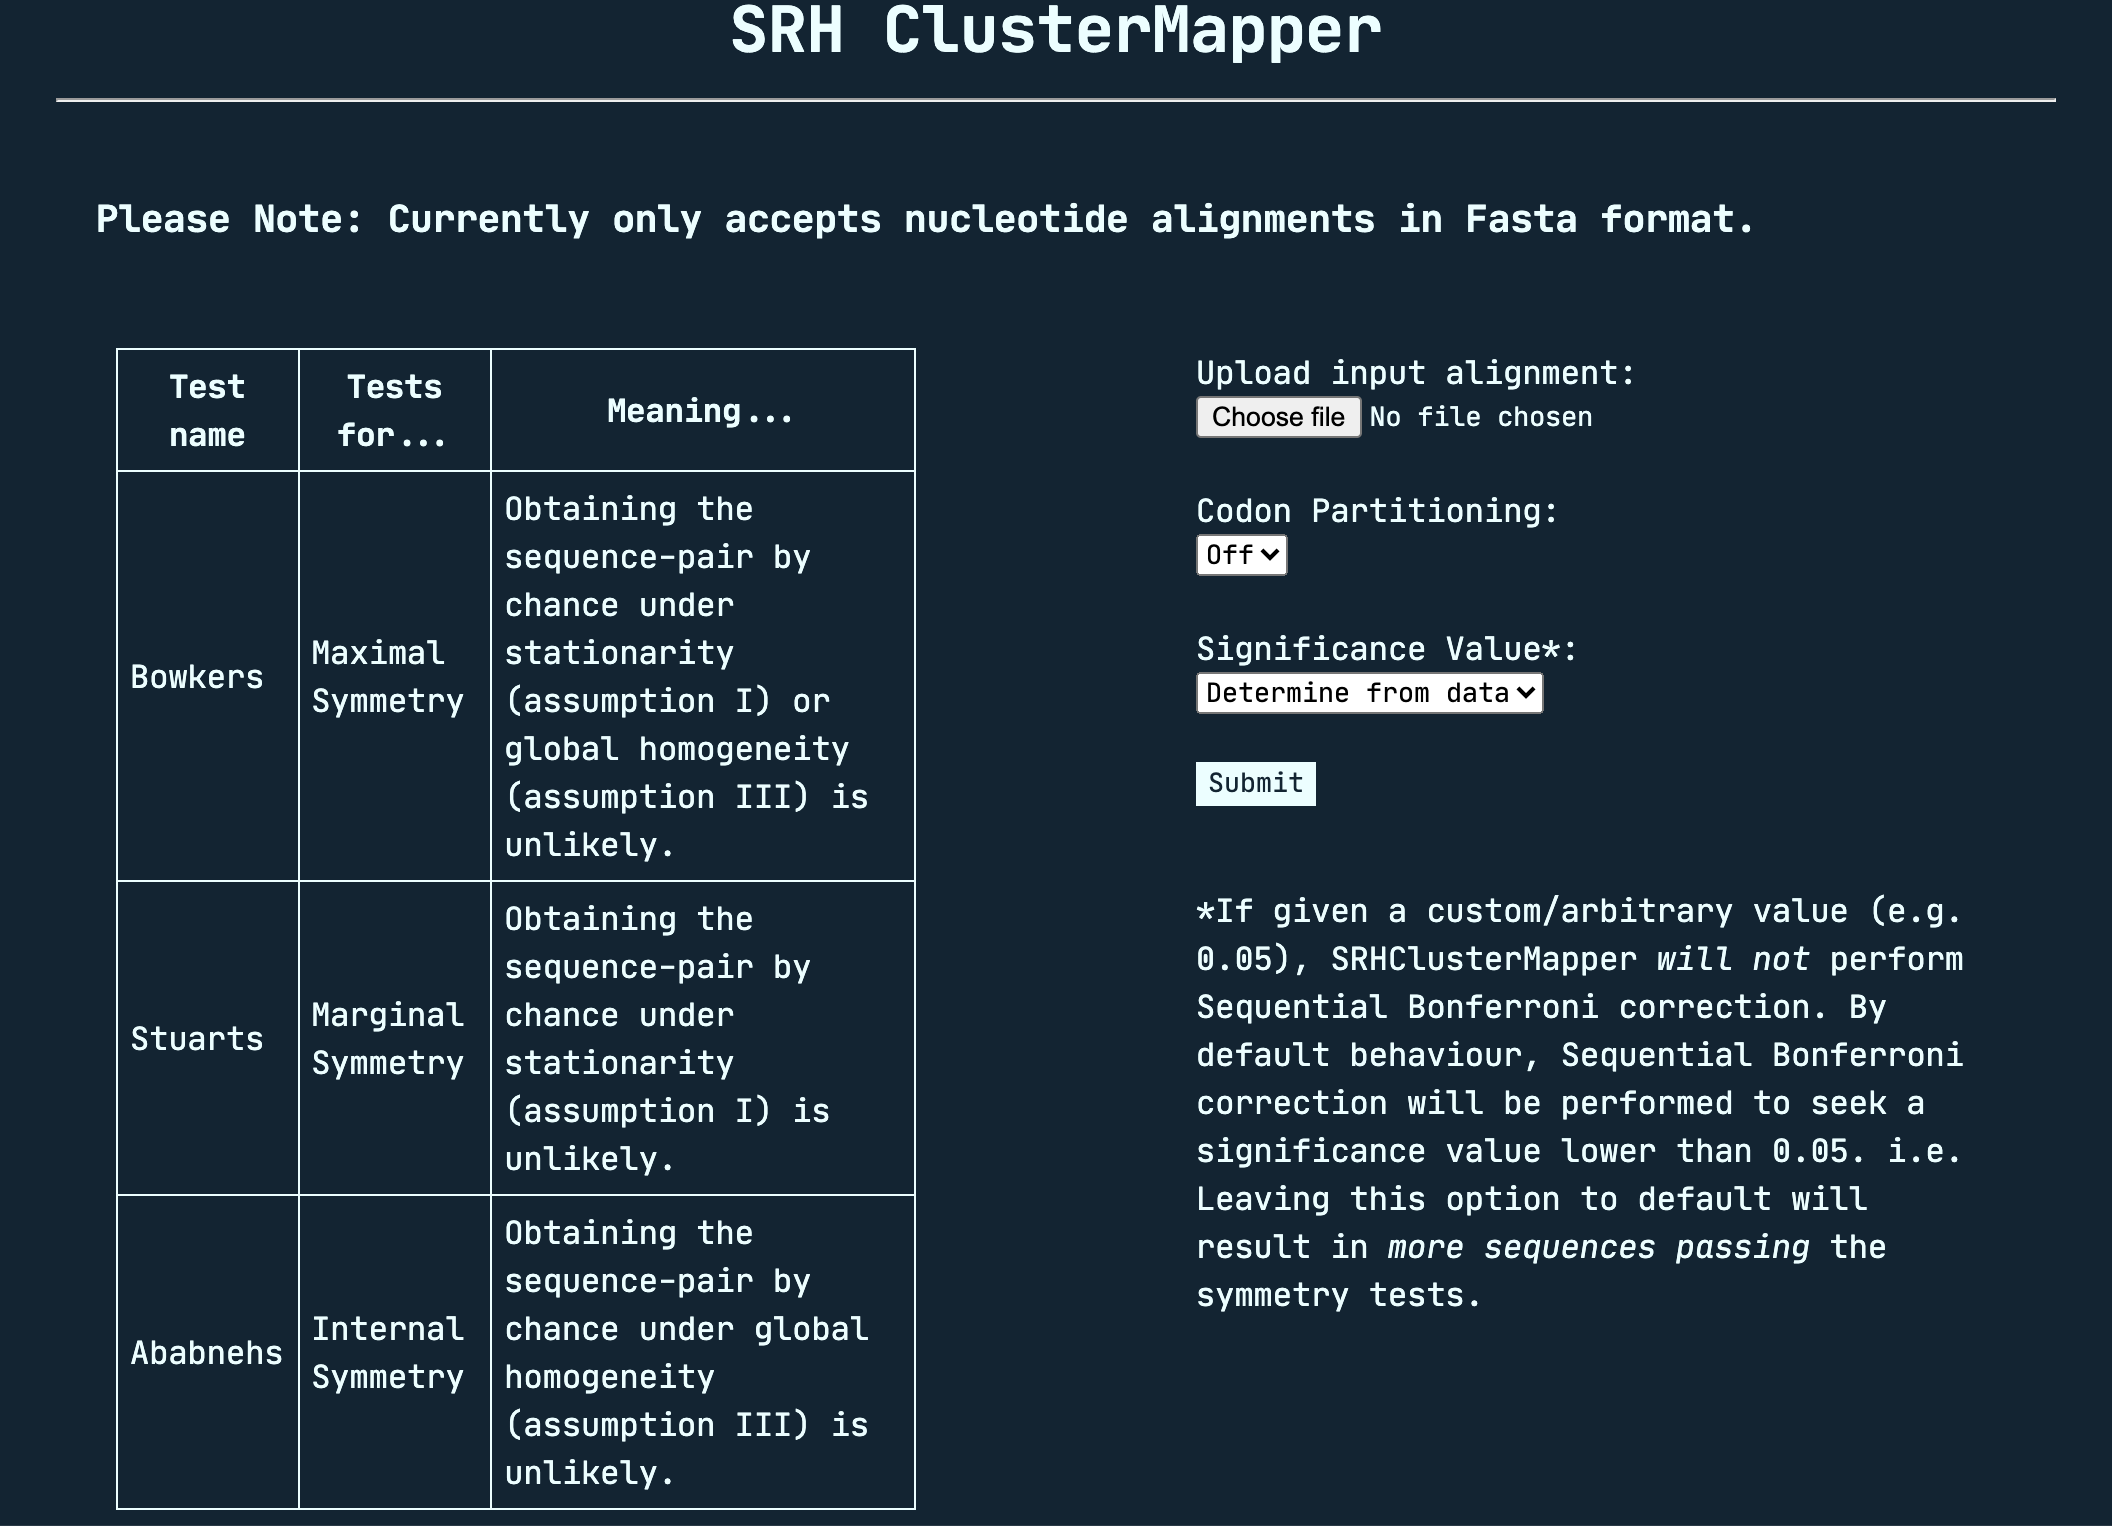 SRH ClusterMapper
Please Note: Currently only accepts nucleotide alignments in Fasta format.
Test
name
Tests
for...
Meaning...
Bowkers
Maximal
Symmetry
Obtaining the
sequence-pair by
chance under
stationarity
(assumption I) or
global homogeneity
(assumption III) is
unlikely.
Stuarts
Marginal
Symmetry
Obtaining the
sequence-pair by
chance under
stationarity
(assumption I) is
unlikely.
Ababnehs
Internal
Symmetry
Obtaining the
sequence-pair by
chance under global
homogeneity
(assumption III) is
unlikely.
Upload input alignment:
Choose file No file chosen
Codon Partitioning:
Off
Significance Value*:
Determine from data
Submit
*If given a custom/arbitrary value (e.g.
0.05), SRHClusterMapper will not perform
Sequential Bonferroni correction. By
default behaviour, Sequential Bonferroni
correction will be performed to seek a
significance value lower than 0.05. i.e.
Leaving this option to default will
result in more sequences passing the
symmetry tests.